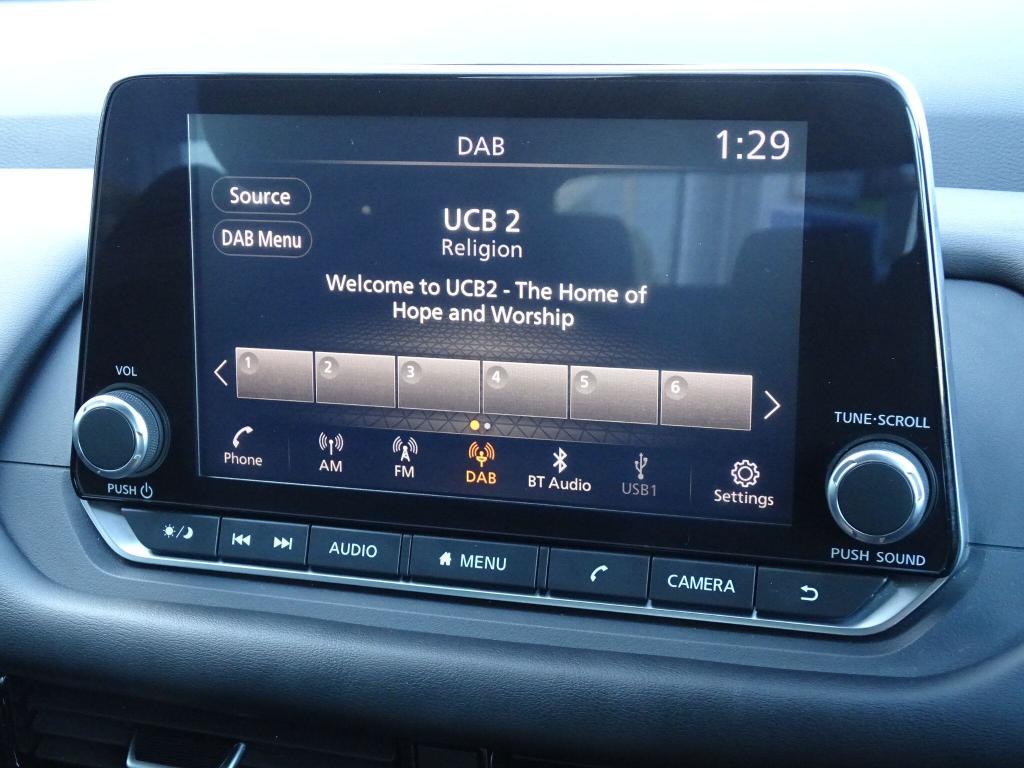 DAB
1:29
Source
DAB Menu
UCB 2
Religion
Welcome to UCB2 - The Home of
Hope and Worship
1 2 3 4 5 6
Phone AM FM DAB BT Audio USB1 Settings
VOL
PUSH
TUNE·SCROLL
PUSH SOUND
AUDIO MENU CAMERA